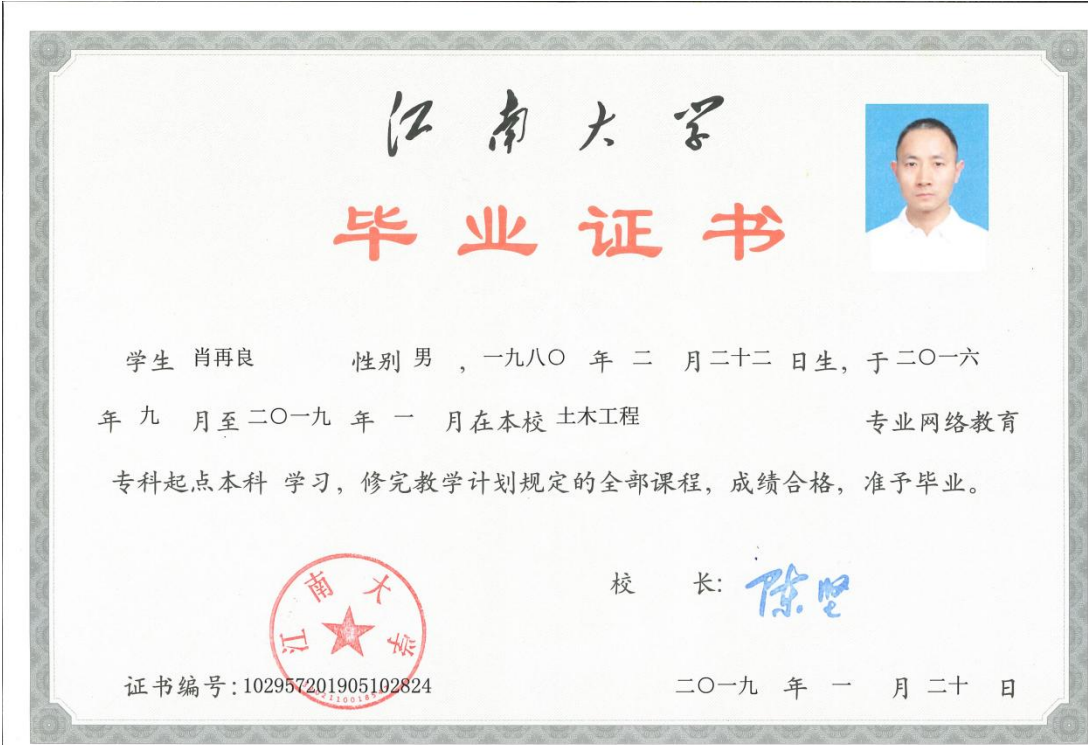 江南大学
毕业证书
学生 肖再良 性别 男 ，一九八〇 年 二 月二十二 日生，于二〇一六
年 九 月至二〇一九 年 一 月在本校 土木工程 专业网络教育
专科起点本科 学习，修完教学计划规定的全部课程，成绩合格，准予毕业。
江南大学
校 长: 陈坚
证书编号:102957201905102824
二〇一九 年 一 月 二十 日